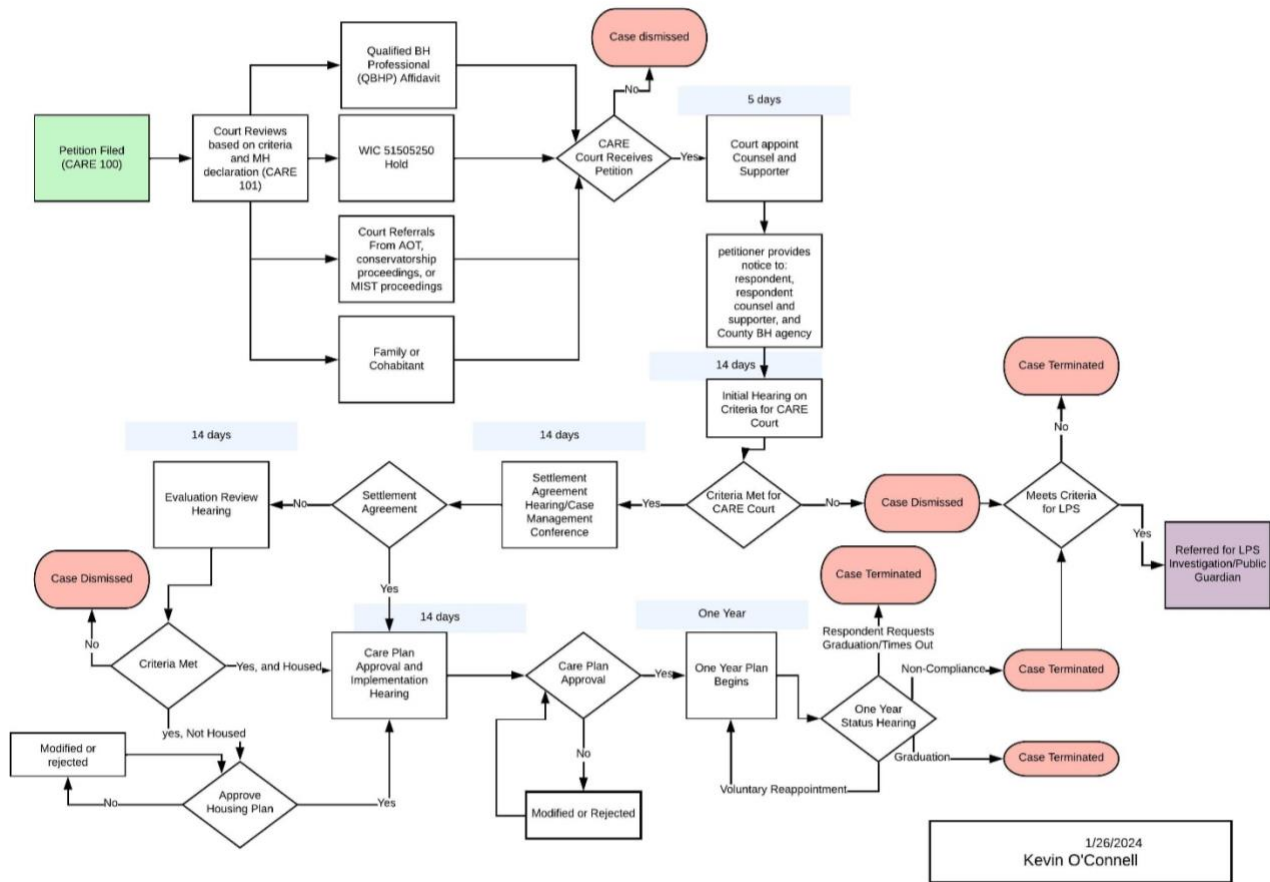 Qualified BH
Professional
(QBHP) Affidavit
Case dismissed
No
5 days
Petition Filed
(CARE 100)
Court Reviews
based on criteria
and MH
declaration (CARE
101)
WIC 51505250
Hold
CARE
Court Receives
Petition
Yes
Court appoint
Counsel and
Supporter
Court Referrals
From AOT,
conservatorship
proceedings, or
MIST proceedings
petitioner provides
notice to:
respondent,
respondent
counsel and
supporter, and
County BH agency
Family or
Cohabitant
14 days
Initial Hearing on
Criteria for CARE
Court
Case Terminated
No
14 days
14 days
Evaluation Review
Hearing
No
Settlement
Agreement
Settlement
Agreement
Hearing/Case
Management
Conference
Yes
Criteria Met for
CARE Court
No
Case Dismissed
Meets Criteria
for LPS
Yes
Referred for LPS
Investigation/Public
Guardian
Case Dismissed
Yes
Case Terminated
14 days
One Year
No
Criteria Met
Yes, and Housed
Care Plan
Approval and
Implementation
Hearing
Care Plan
Approval
Yes
One Year Plan
Begins
Respondent Requests
Graduation/Times Out
Non-Compliance
Case Terminated
One Year
Status Hearing
yes, Not Housed
Modified or
rejected
No
Graduation
Case Terminated
No
Approve
Housing Plan
Yes
Modified or Rejected
Voluntary Reappointment
1/26/2024
Kevin O'Connell